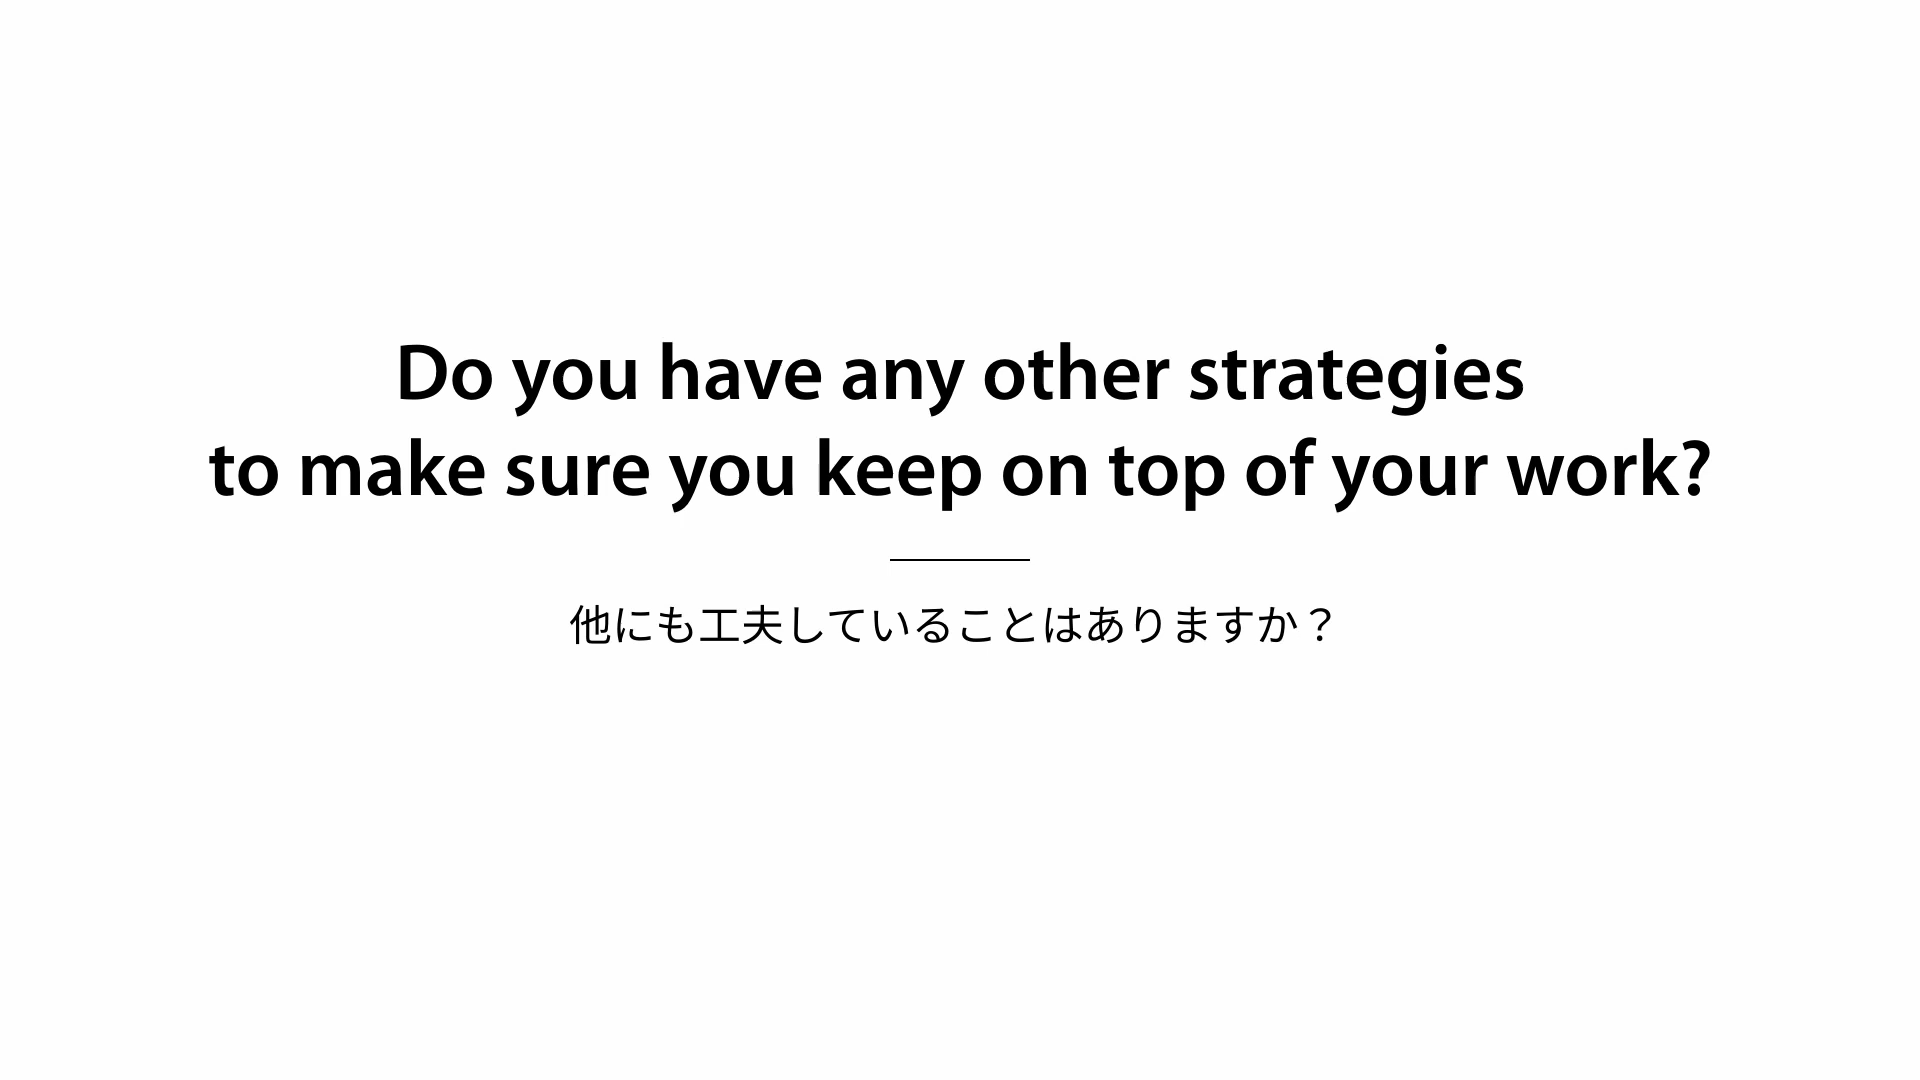 Do you have any other strategies
to make sure you keep on top of your work?
他にも工夫していることはありますか？